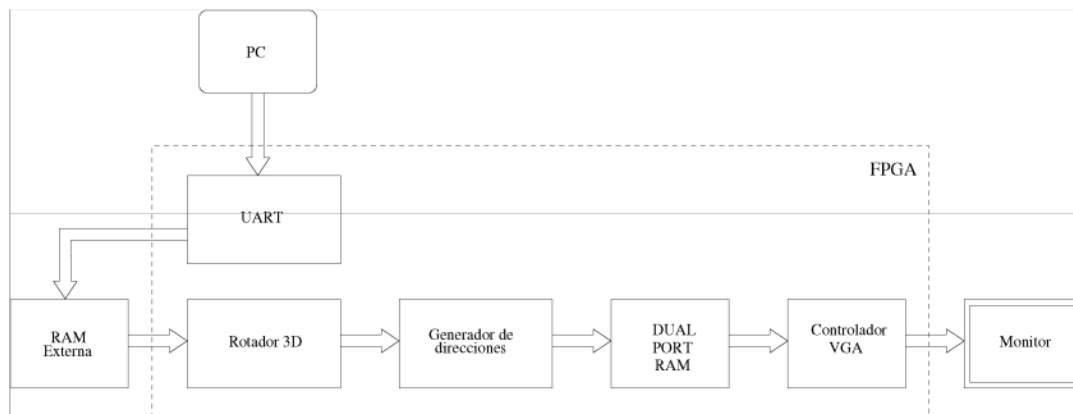 PC
FPGA
UART
RAM
Externa
Rotador 3D
Generador de
direcciones
DUAL
PORT
RAM
Controlador
VGA
Monitor